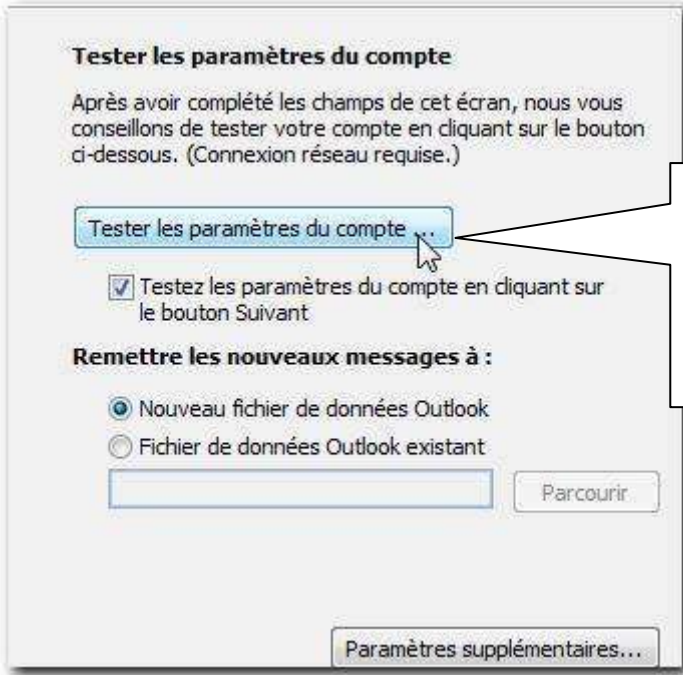 Tester les paramètres du compte
Après avoir complété les champs de cet écran, nous vous
conseillons de tester votre compte en cliquant sur le bouton
ci-dessous. (Connexion réseau requise.)
Tester les paramètres du compte ...
Testez les paramètres du compte en cliquant sur
le bouton Suivant
Remettre les nouveaux messages à :
Nouveau fichier de données Outlook
Fichier de données Outlook existant
Parcourir
Paramètres supplémentaires...